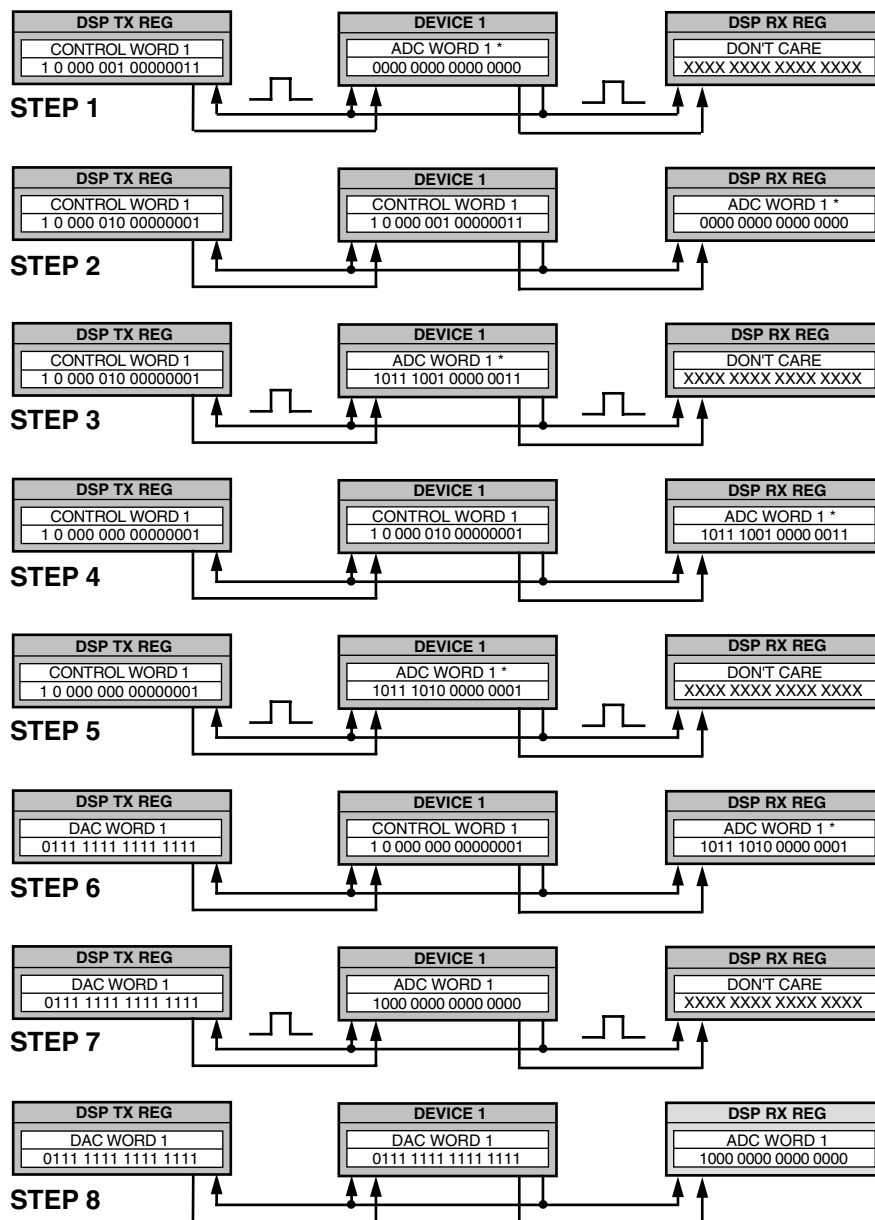 DSP TX REG
CONTROL WORD 1
1 0 000 001 00000011
DEVICE 1
ADC WORD 1 *
0000 0000 0000 0000
DSP RX REG
DON'T CARE
XXXX XXXX XXXX XXXX
STEP 1
DSP TX REG
CONTROL WORD 1
1 0 000 010 00000001
DEVICE 1
CONTROL WORD 1
1 0 000 001 00000011
DSP RX REG
ADC WORD 1 *
0000 0000 0000 0000
STEP 2
DSP TX REG
CONTROL WORD 1
1 0 000 010 00000001
DEVICE 1
ADC WORD 1 *
1011 1001 0000 0011
DSP RX REG
DON'T CARE
XXXX XXXX XXXX XXXX
STEP 3
DSP TX REG
CONTROL WORD 1
1 0 000 000 00000001
DEVICE 1
CONTROL WORD 1
1 0 000 010 00000001
DSP RX REG
ADC WORD 1 *
1011 1001 0000 0011
STEP 4
DSP TX REG
CONTROL WORD 1
1 0 000 000 00000001
DEVICE 1
ADC WORD 1 *
1011 1010 0000 0001
DSP RX REG
DON'T CARE
XXXX XXXX XXXX XXXX
STEP 5
DSP TX REG
DAC WORD 1
0111 1111 1111 1111
DEVICE 1
CONTROL WORD 1
1 0 000 000 00000001
DSP RX REG
ADC WORD 1 *
1011 1010 0000 0001
STEP 6
DSP TX REG
DAC WORD 1
0111 1111 1111 1111
DEVICE 1
ADC WORD 1
1000 0000 0000 0000
DSP RX REG
DON'T CARE
XXXX XXXX XXXX XXXX
STEP 7
DSP TX REG
DAC WORD 1
0111 1111 1111 1111
DEVICE 1
DAC WORD 1
0111 1111 1111 1111
DSP RX REG
ADC WORD 1
1000 0000 0000 0000
STEP 8